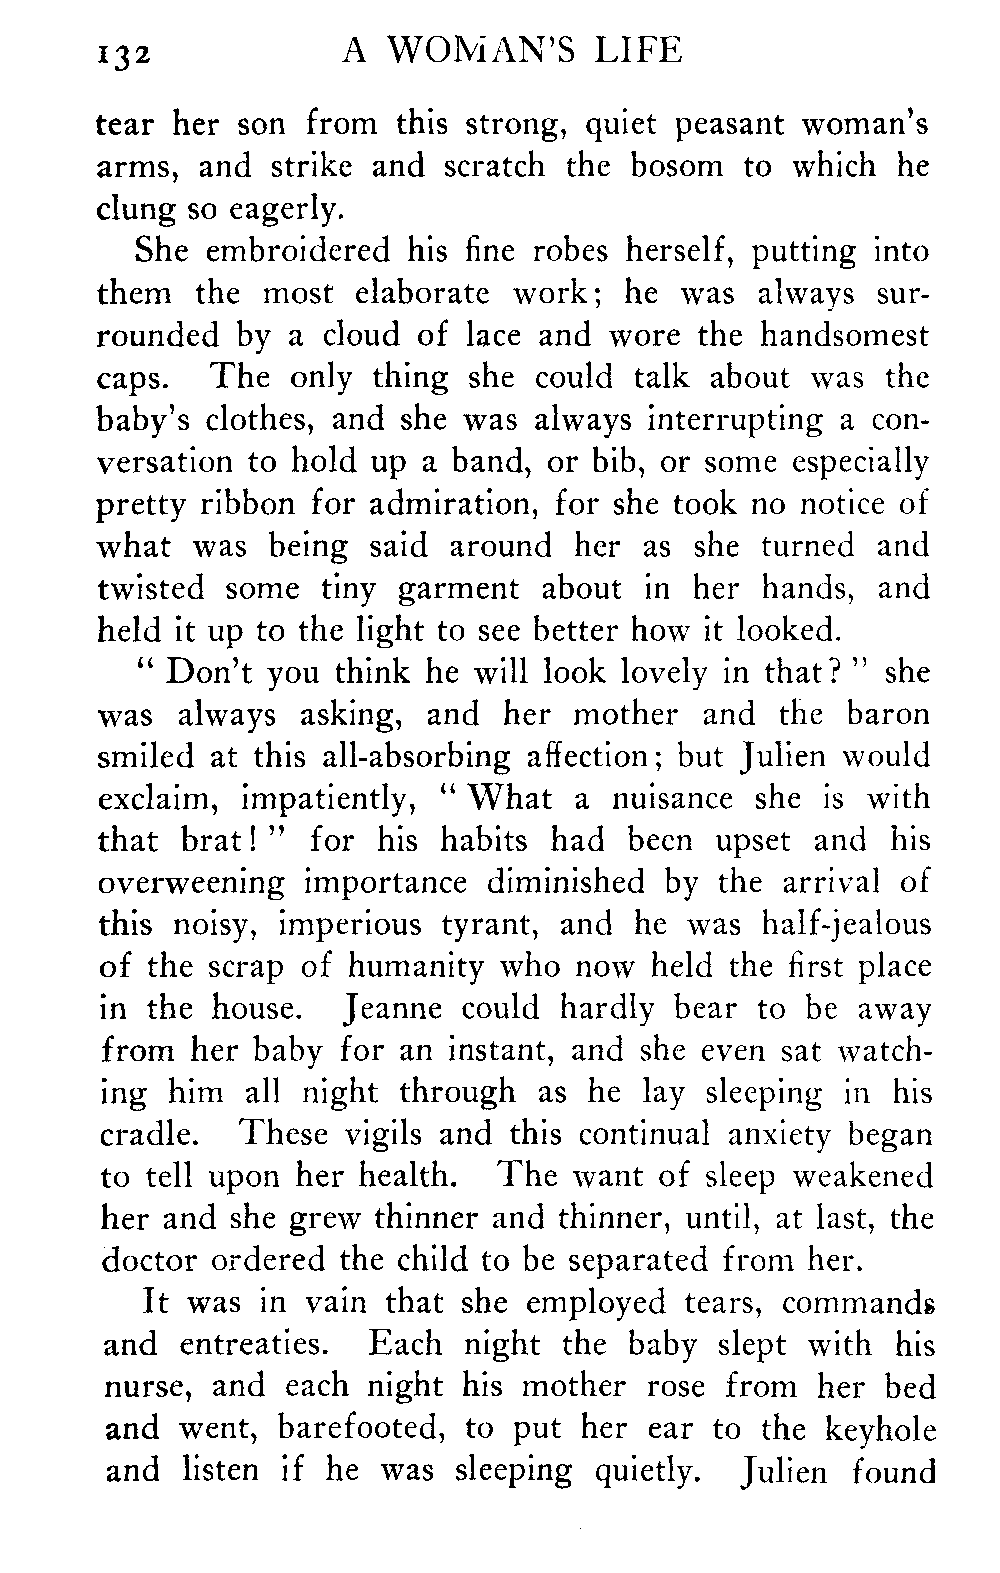 132 A WOMAN'S LIFE
tear her son from this strong, quiet peasant woman's
arms, and strike and scratch the bosom to which he
clung so eagerly.
She embroidered his fine robes herself, putting into
them the most elaborate work; he was always sur-
rounded by a cloud of lace and wore the handsomest
caps. The only thing she could talk about was the
baby's clothes, and she was always interrupting a con-
versation to hold up a band, or bib, or some especially
pretty ribbon for admiration, for she took no notice of
what was being said around her as she turned and
twisted some tiny garment about in her hands, and
held it up to the light to see better how it looked.
" Don't you think he will look lovely in that? " she
was always asking, and her mother and the baron
smiled at this all-absorbing affection; but Julien would
exclaim, impatiently, " What a nuisance she is with
that brat! " for his habits had been upset and his
overweening importance diminished by the arrival of
this noisy, imperious tyrant, and he was half-jealous
of the scrap of humanity who now held the first place
in the house. Jeanne could hardly bear to be away
from her baby for an instant, and she even sat watch-
ing him all night through as he lay sleeping in his
cradle. These vigils and this continual anxiety began
to tell upon her health. The want of sleep weakened
her and she grew thinner and thinner, until, at last, the
doctor ordered the child to be separated from her.
It was in vain that she employed tears, commands
and entreaties. Each night the baby slept with his
nurse, and each night his mother rose from her bed
and went, barefooted, to put her ear to the keyhole
and listen if he was sleeping quietly. Julien found